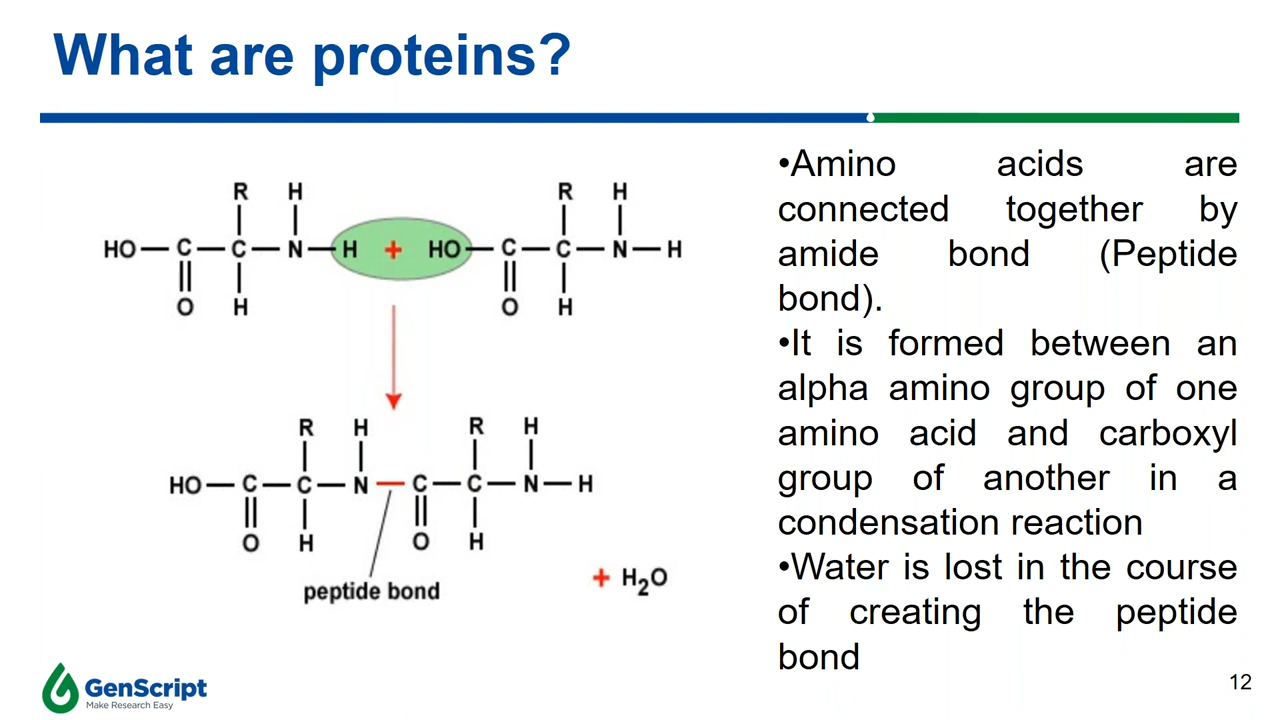 What are proteins?
R H R H
HO C C N H + HO C C N H
O H O H
R H R H
HO C C N C C N H
O H O H
peptide bond
+ H₂O
•Amino acids are
connected together by
amide bond (Peptide
bond).
•It is formed between an
alpha amino group of one
amino acid and carboxyl
group of another in a
condensation reaction
•Water is lost in the course
of creating the peptide
bond
GenScript
Make Research Easy
12